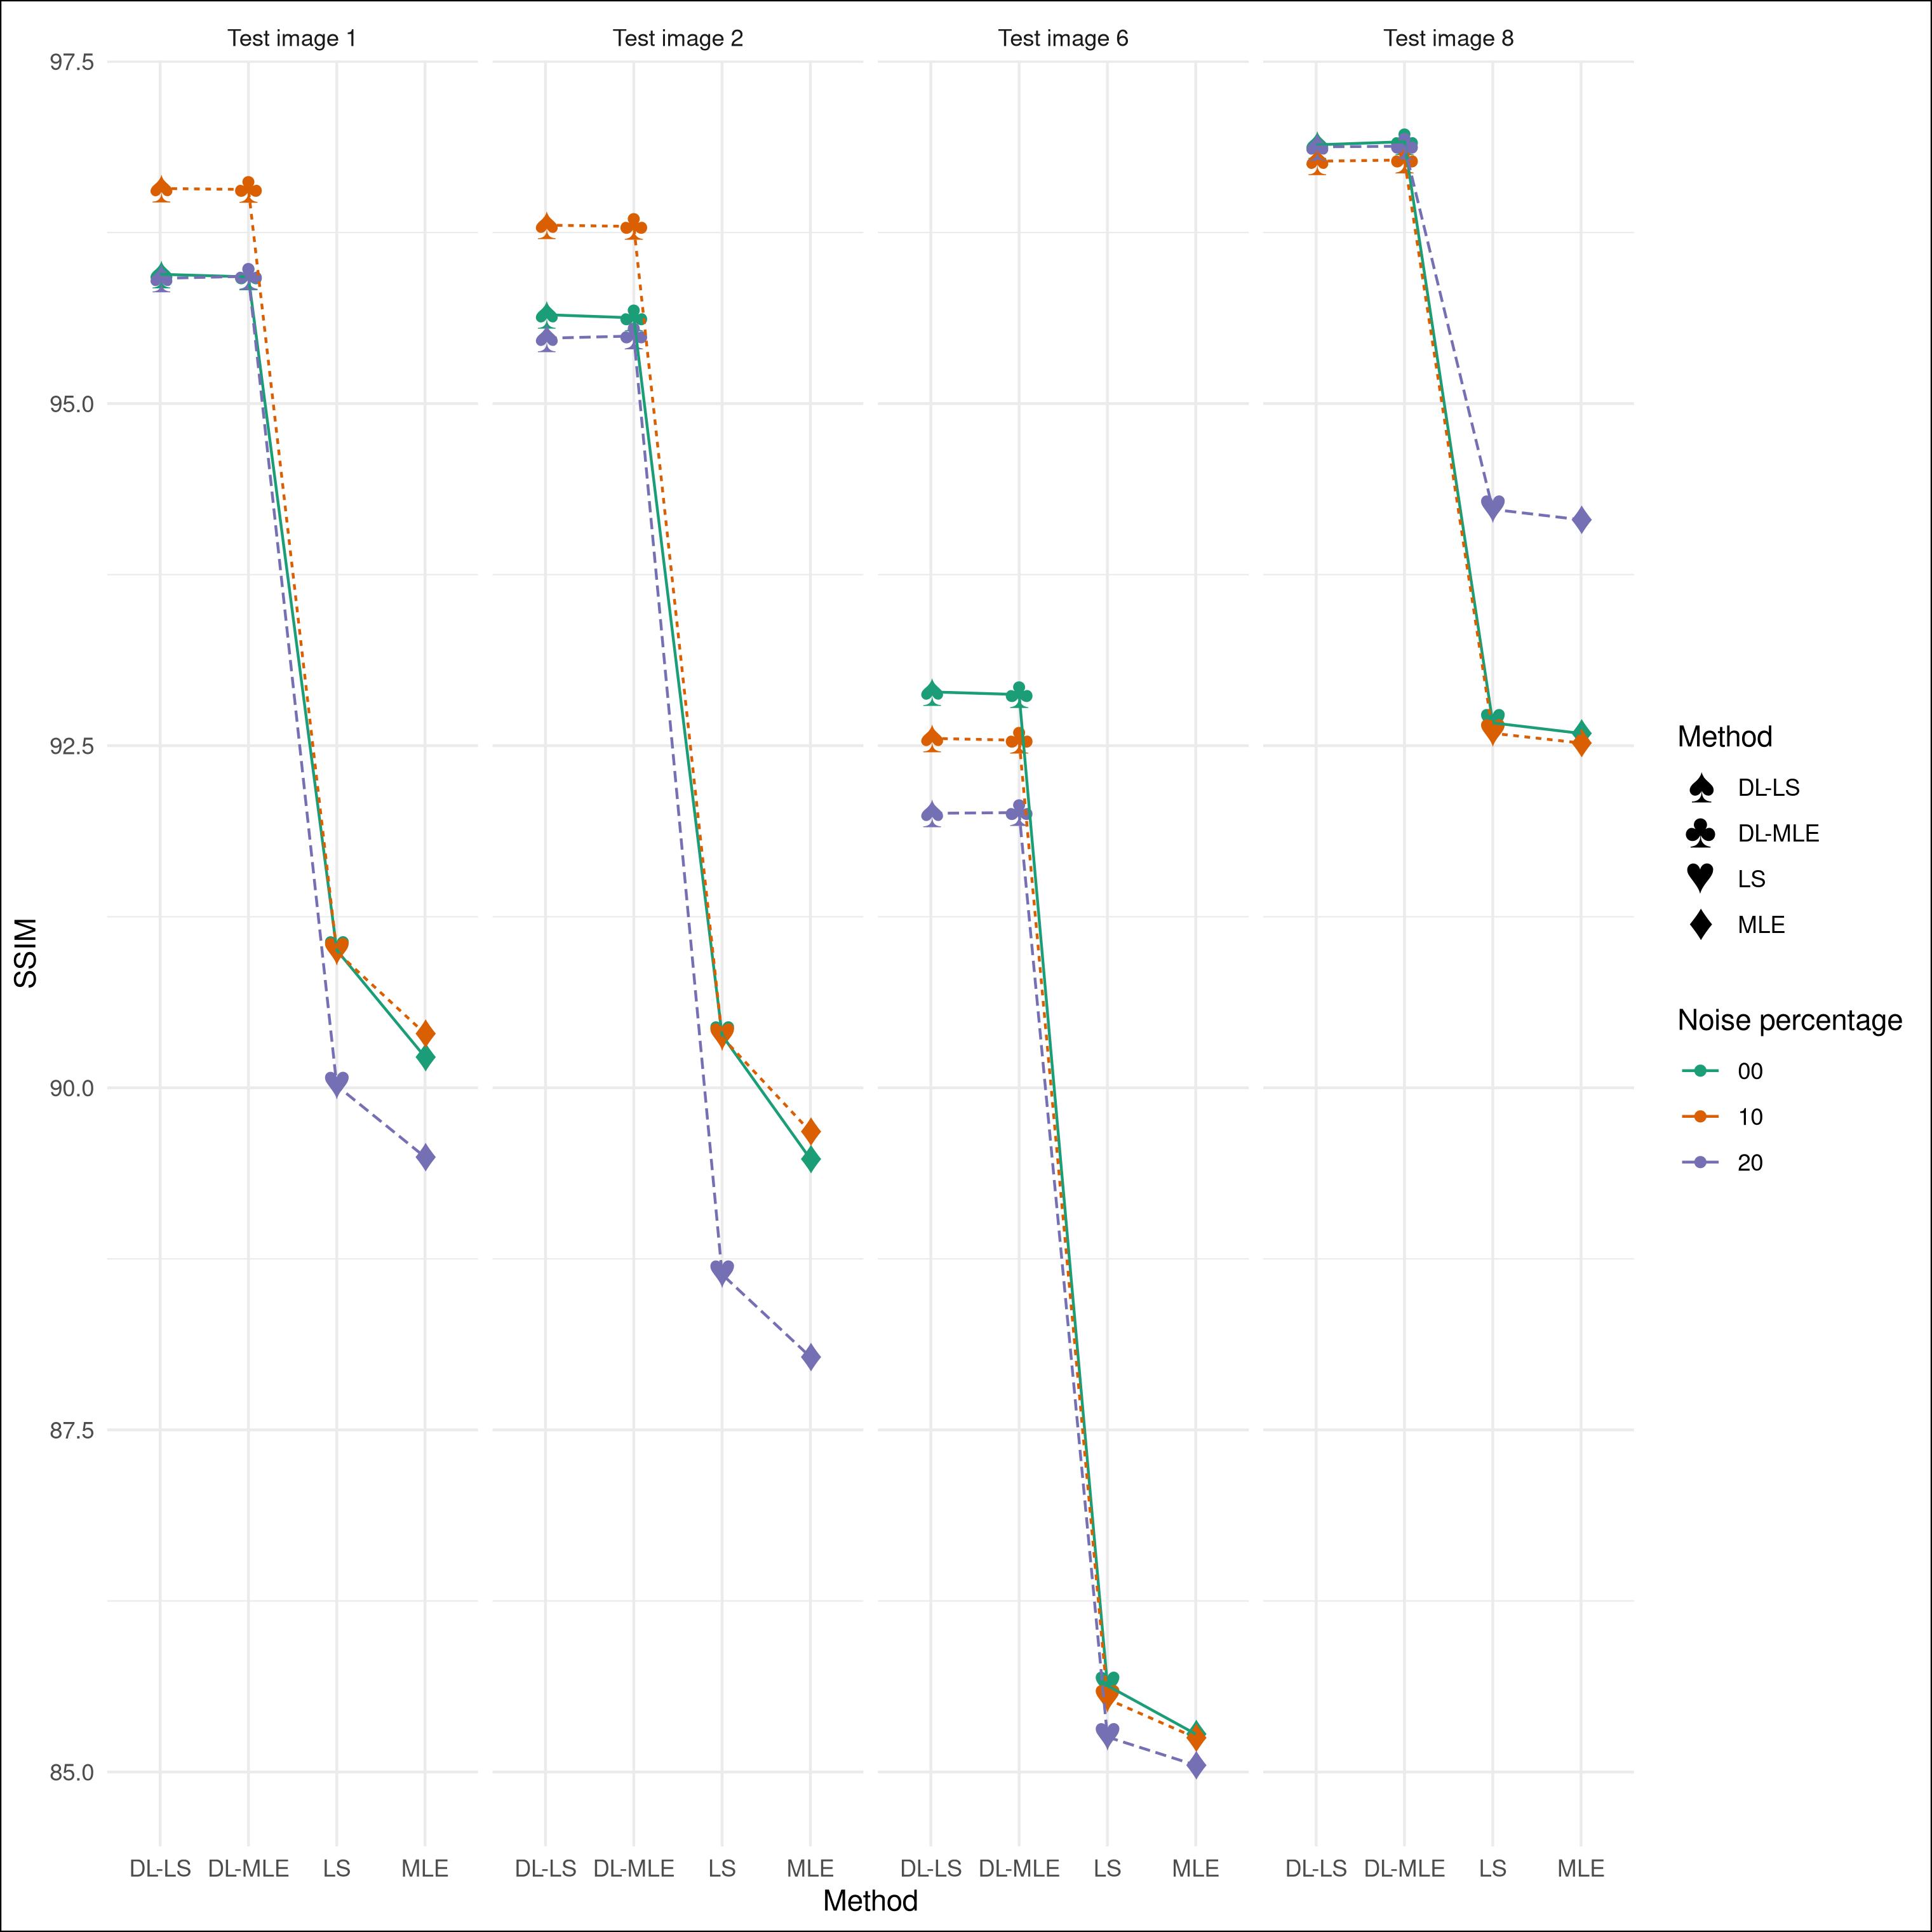 Test image 1 Test image 2 Test image 6 Test image 8
97.5
95.0
92.5
90.0
87.5
85.0
SSIM
DL-LS DL-MLE LS MLE DL-LS DL-MLE LS MLE DL-LS DL-MLE LS MLE DL-LS DL-MLE LS MLE
Method
Method
DL-LS
DL-MLE
LS
MLE
Noise percentage
00
10
20